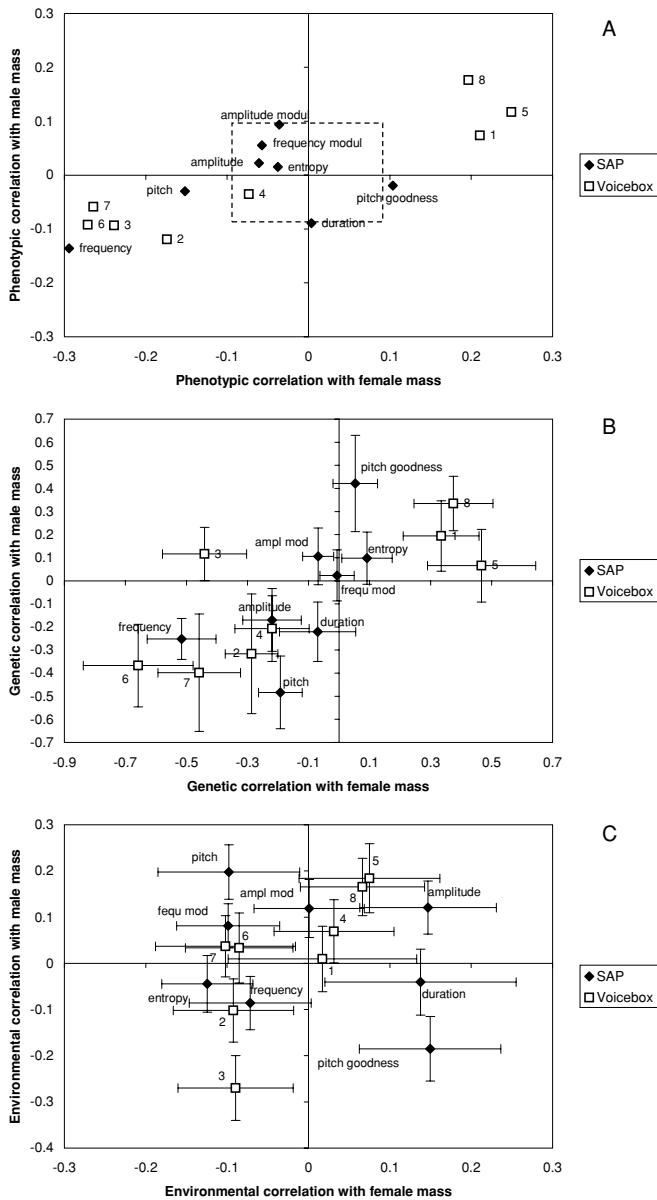 A
Phenotypic correlation with male mass
0.3
0.2
0.1
0
-0.1
-0.2
-0.3
-0.3
-0.2
-0.1
0
0.1
0.2
0.3
Phenotypic correlation with female mass
amplitude modul
frequency modul
amplitude
entropy
pitch
pitch goodness
duration
frequency
8
5
1
4
7
6
3
2
SAP
Voicebox
B
Genetic correlation with male mass
0.7
0.6
0.5
0.4
0.3
0.2
0.1
0
-0.1
-0.2
-0.3
-0.4
-0.5
-0.6
-0.7
-0.9
-0.7
-0.5
-0.3
-0.1
0.1
0.3
0.5
0.7
Genetic correlation with female mass
pitch goodness
8
ampl mod
entropy
1
3
5
frequ mod
amplitude
frequency
4
duration
2
6
7
pitch
SAP
Voicebox
C
Environmental correlation with male mass
0.3
0.2
0.1
0
-0.1
-0.2
-0.3
-0.4
-0.3
-0.2
-0.1
0
0.1
0.2
0.3
Environmental correlation with female mass
pitch
5
ampl mod
8
amplitude
fequ mod
6
4
7
1
entropy
frequency
duration
2
pitch goodness
3
SAP
Voicebox